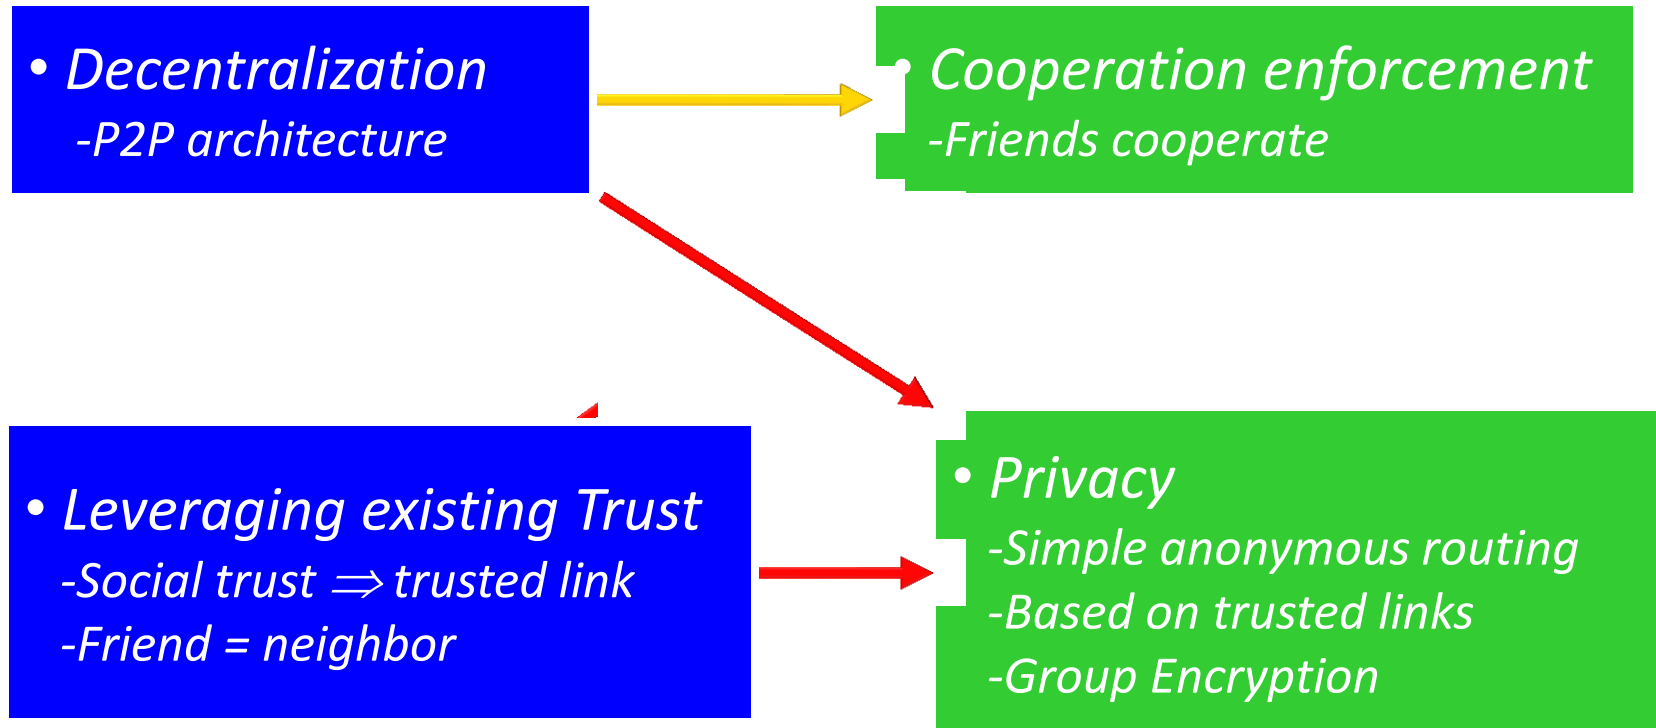 • Decentralization
-P2P architecture
• Cooperation enforcement
-Friends cooperate
• Leveraging existing Trust
-Social trust ⇒ trusted link
-Friend = neighbor
• Privacy
-Simple anonymous routing
-Based on trusted links
-Group Encryption